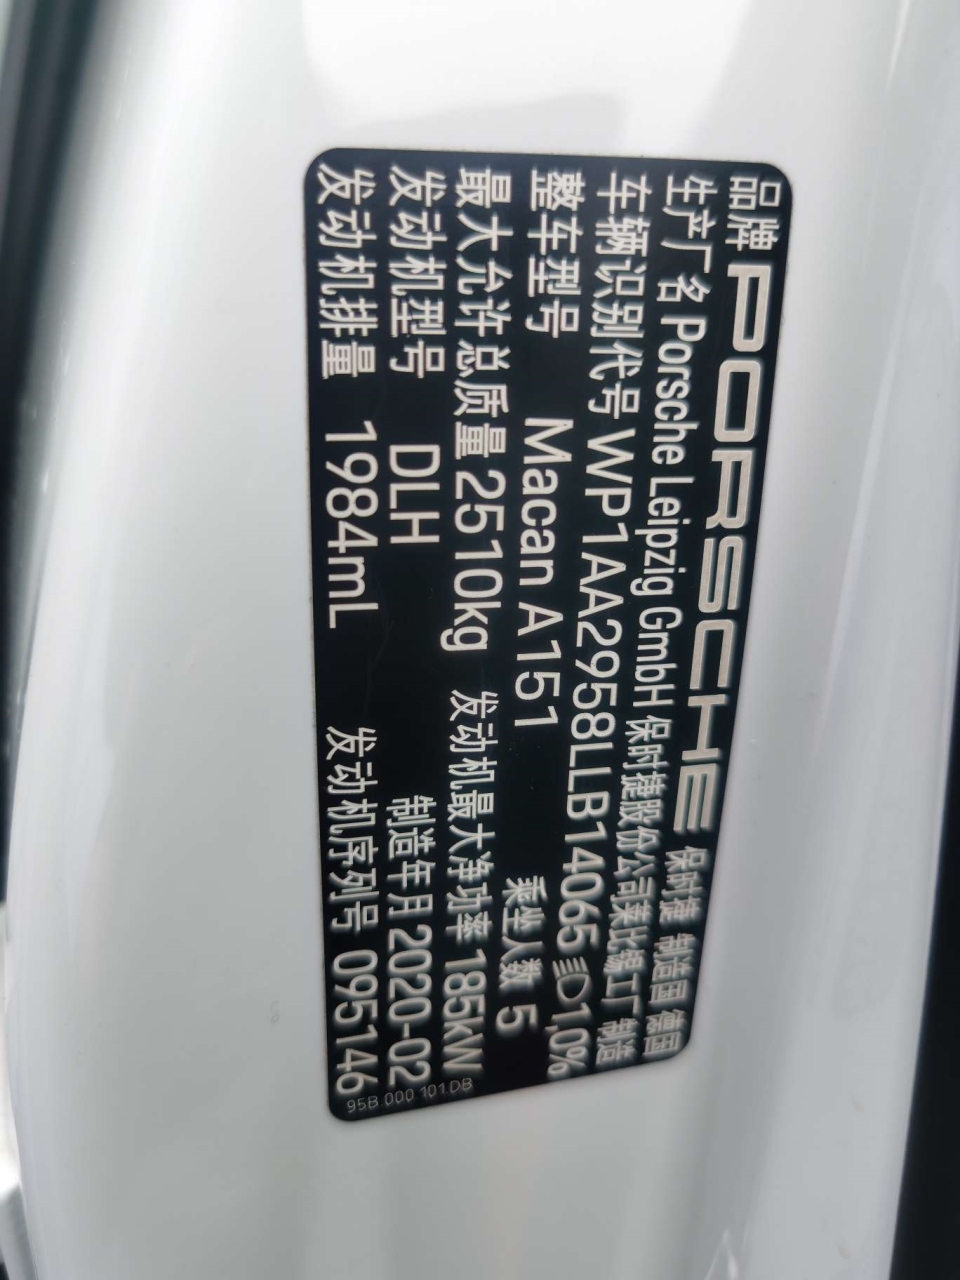 品牌 PORSCHE 保时捷 制造国 德国
生产厂名 Porsche Leipzig GmbH 保时捷股份公司莱比锡工厂 制造
车辆识别代号 WP1AA2958LLB14065 1,0%
整车型号 Macan A151 乘坐人数 5
最大允许总质量 2510kg 发动机最大净功率 185kW
发动机型号 DLH 制造年月 2020-02
发动机排量 1984mL 发动机序列号 095146
95B.000 101.DB